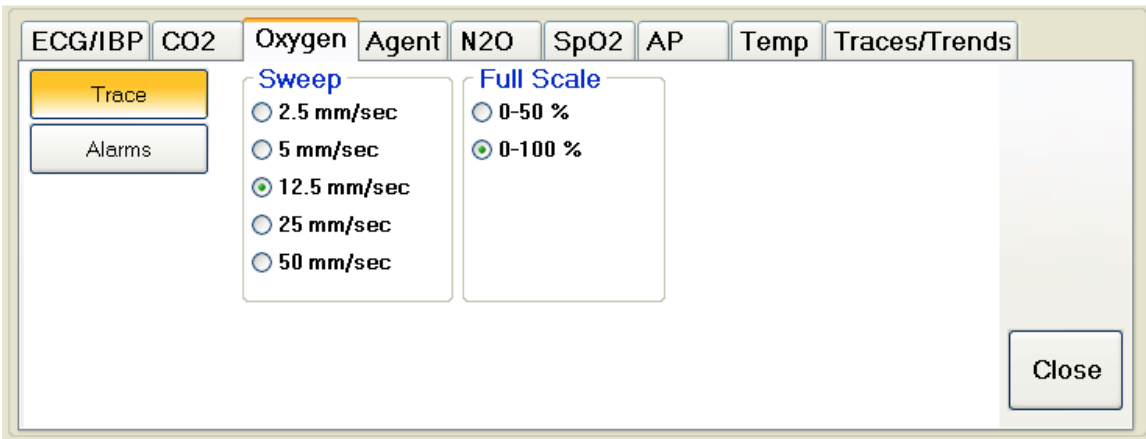 ECG/IBP CO2 Oxygen Agent N2O SpO2 AP Temp Traces/Trends
Trace
Alarms
Sweep
2.5 mm/sec
5 mm/sec
12.5 mm/sec
25 mm/sec
50 mm/sec
Full Scale
0-50 %
0-100 %
Close